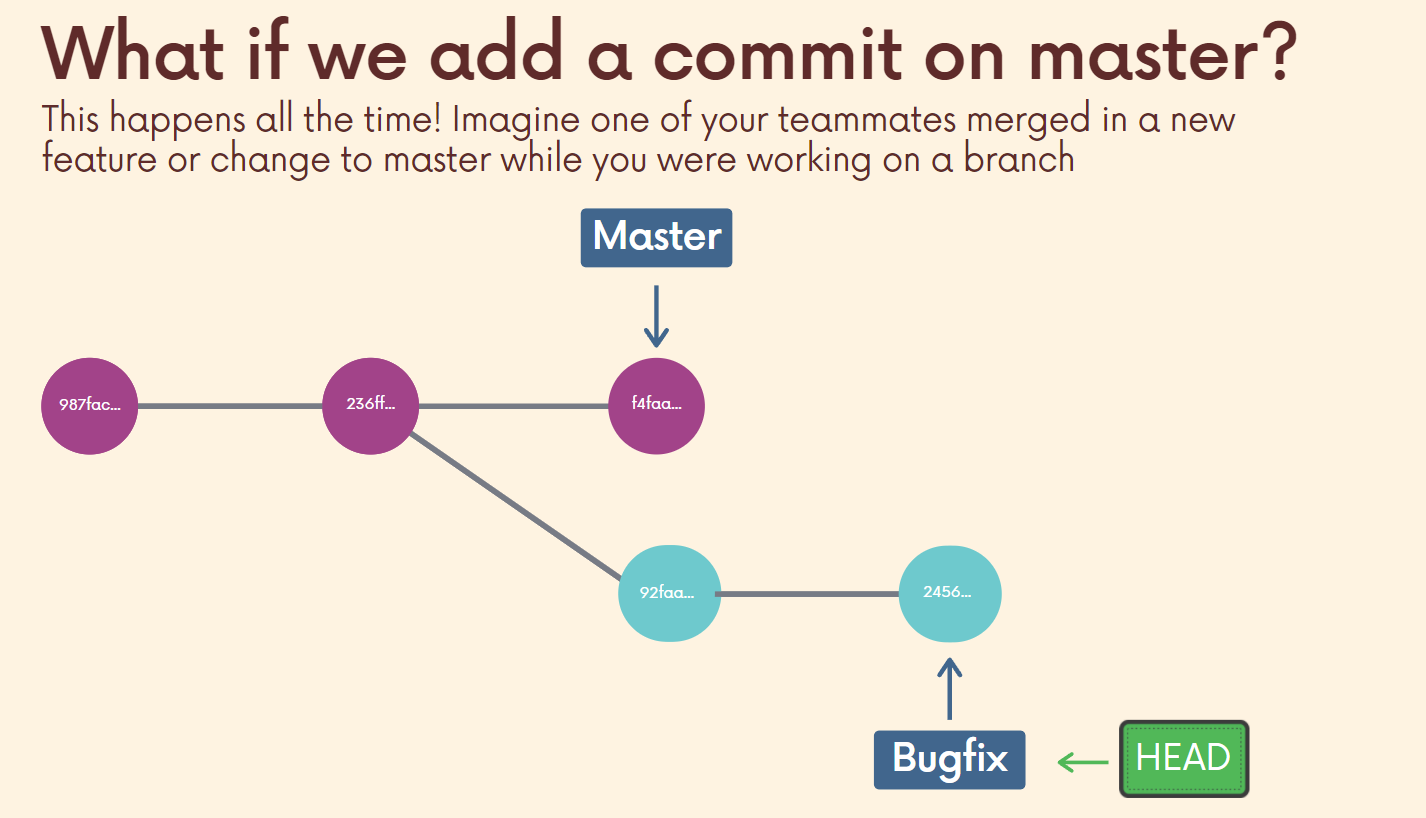 What if we add a commit on master?
This happens all the time! Imagine one of your teammates merged in a new
feature or change to master while you were working on a branch
Master
987fac...
236ff...
f4faa...
92faa...
2456...
Bugfix
HEAD